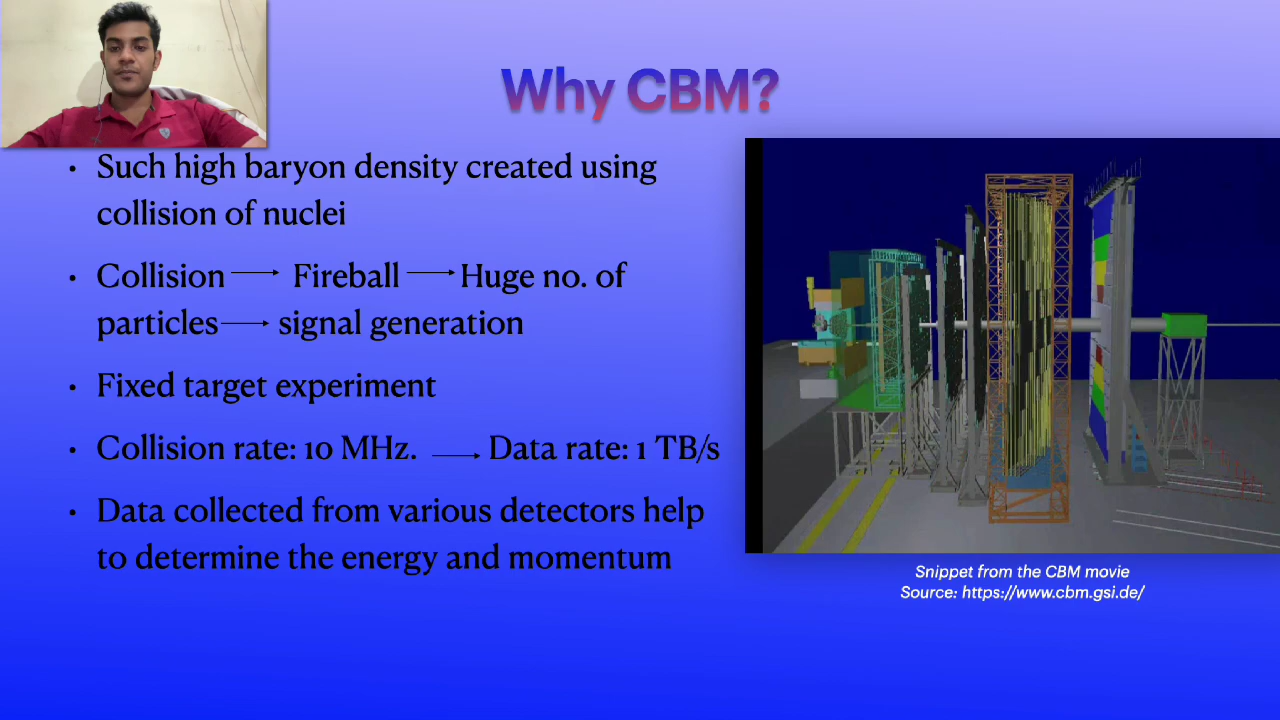 Why CBM?
• Such high baryon density created using
collision of nuclei
• Collision → Fireball → Huge no. of
particles → signal generation
• Fixed target experiment
• Collision rate: 10 MHz. → Data rate: 1 TB/s
• Data collected from various detectors help
to determine the energy and momentum
Snippet from the CBM movie
Source: https://www.cbm.gsi.de/